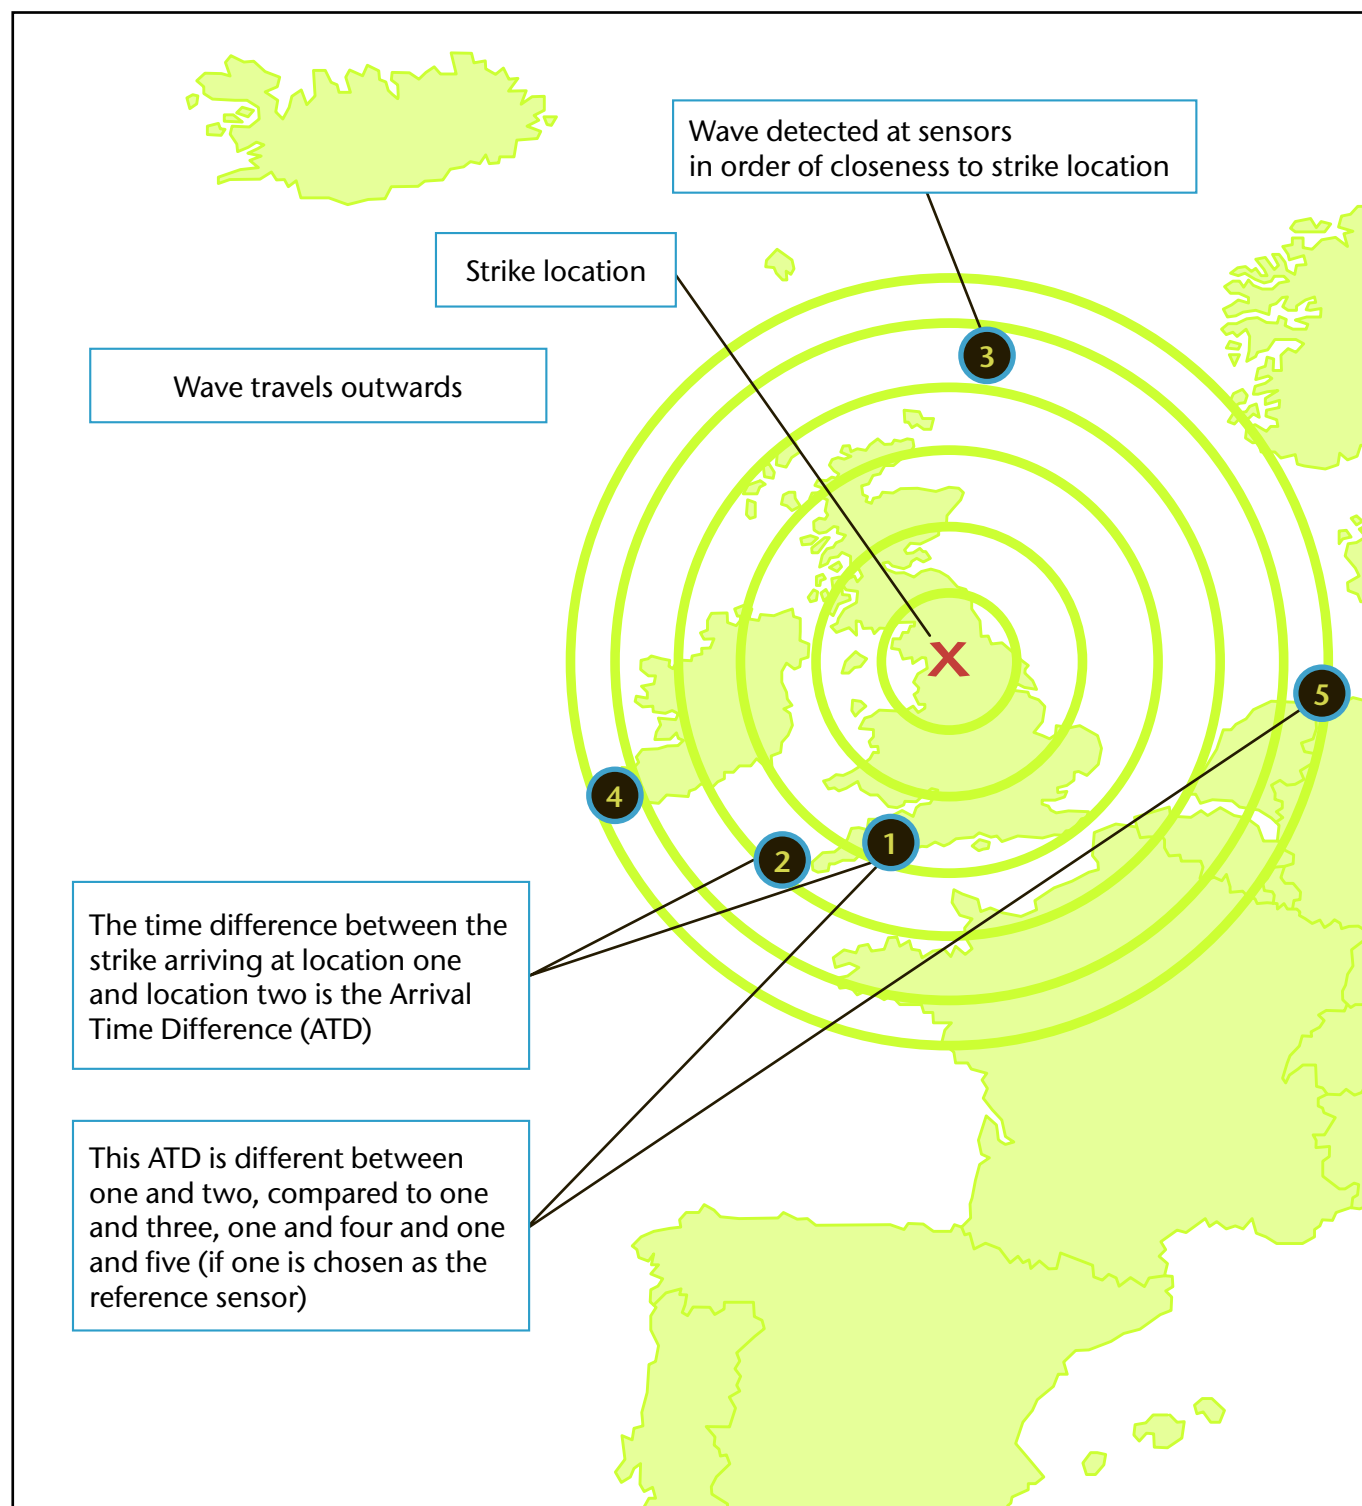 Wave detected at sensors
in order of closeness to strike location
Strike location
3
Wave travels outwards
X
5
4
1
2
The time difference between the
strike arriving at location one
and location two is the Arrival
Time Difference (ATD)
This ATD is different between
one and two, compared to one
and three, one and four and one
and five (if one is chosen as the
reference sensor)